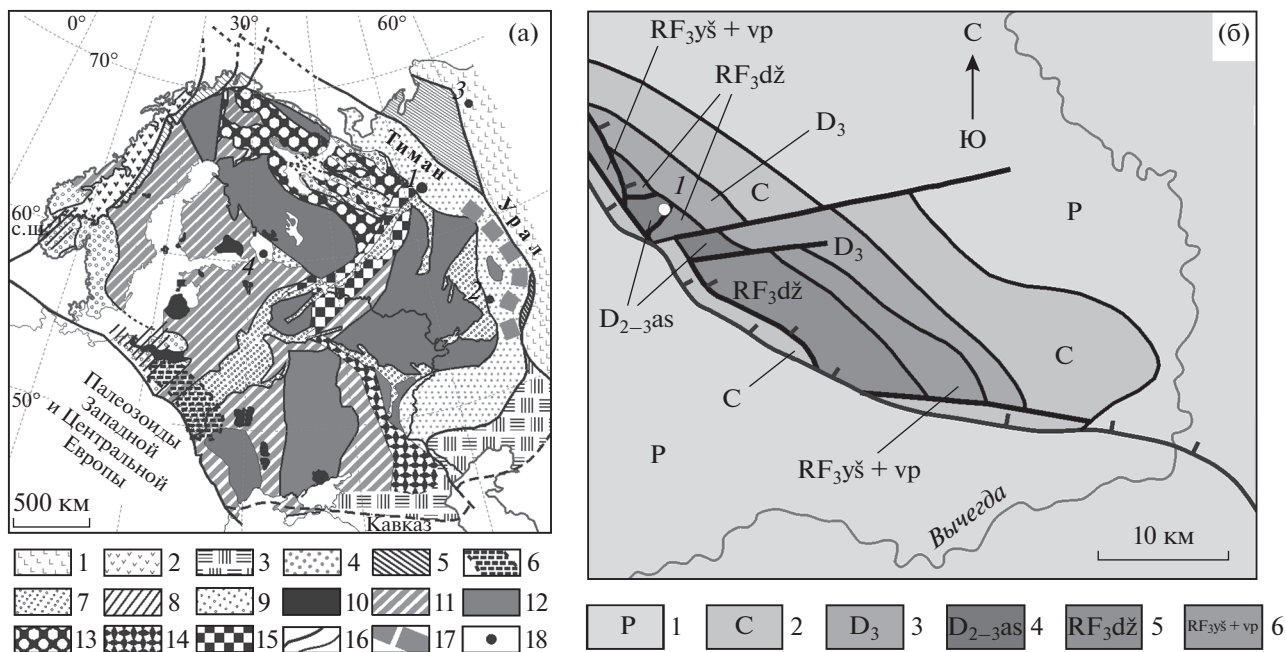 0°
30°
60°
(а)
70°
3
Тиман
1
Урал
60°
с.ш.
4
2
50°
Палеозоиды
Западной
и Центральной
Европы
500 км
Кавказ
1 2 3 4 5 6
7 8 9 10 11 12
13 14 15 16 17 18
(б)
RF₃yš + vp
С
RF₃dž
Ю
D₃
1
C
P
D₃
RF₃dž
D₂₋₃as
C
C
P
RF₃yš + vp
Вычегда
10 км
P 1 C 2 D₃ 3 D₂₋₃as 4 RF₃dž 5 RF₃yš + vp 6